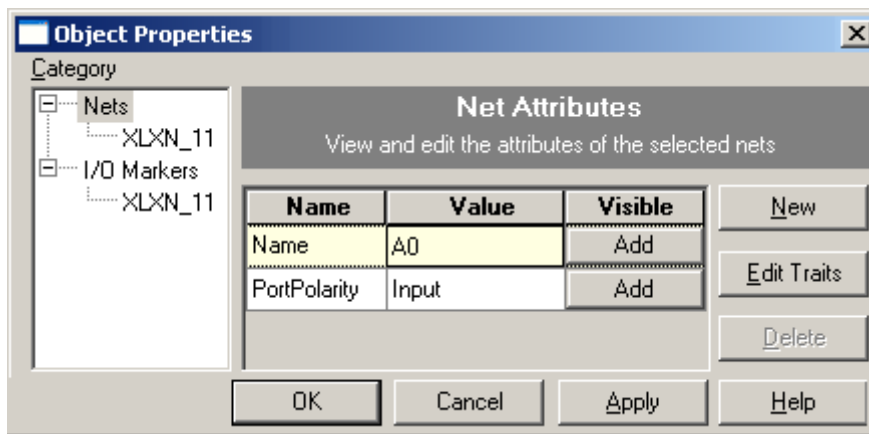 Object Properties
Category
Nets
XLXN_11
I/O Markers
XLXN_11
Net Attributes
View and edit the attributes of the selected nets
Name Value Visible
Name A0 Add
PortPolarity Input Add
New
Edit Traits
Delete
OK Cancel Apply Help